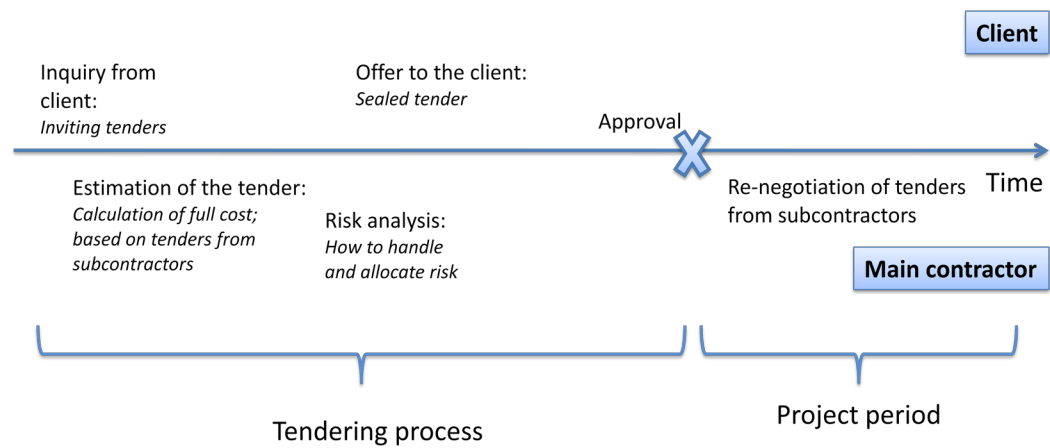 Client
Inquiry from
client:
Inviting tenders
Offer to the client:
Sealed tender
Approval
Estimation of the tender:
Calculation of full cost;
based on tenders from
subcontractors
Risk analysis:
How to handle
and allocate risk
Re-negotiation of tenders
from subcontractors
Time
Main contractor
Tendering process
Project period